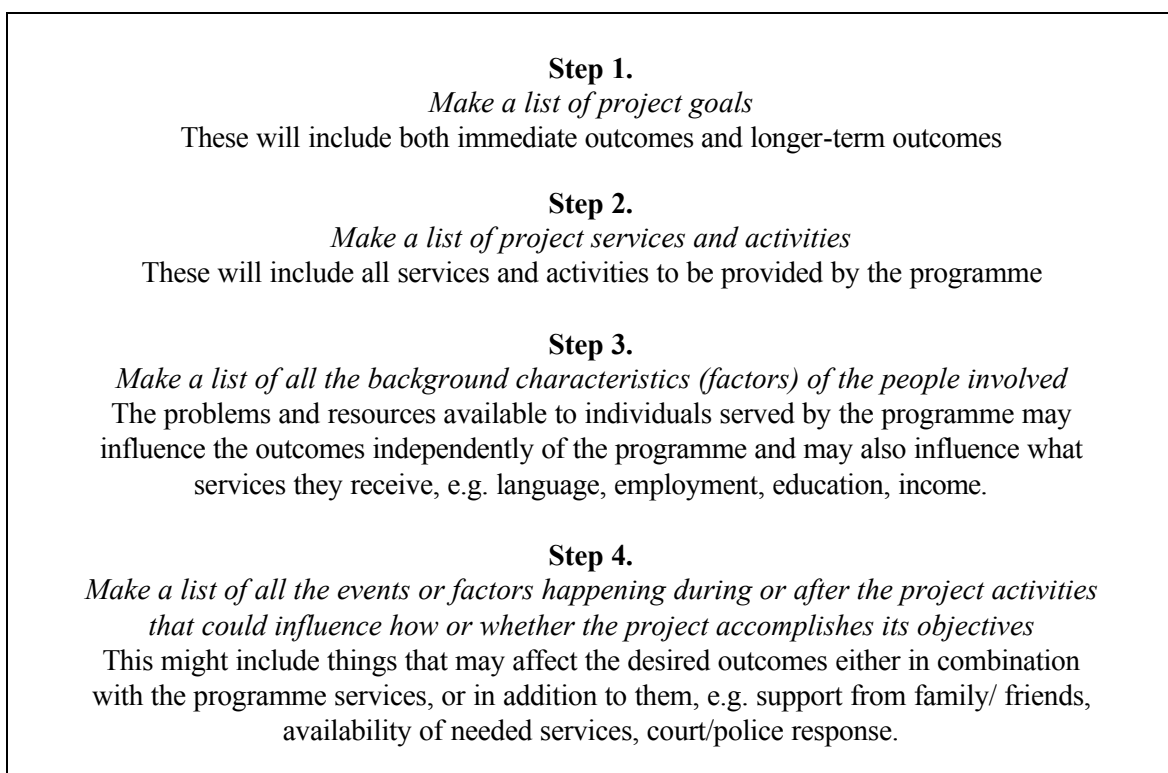 Step 1.
Make a list of project goals
These will include both immediate outcomes and longer-term outcomes
Step 2.
Make a list of project services and activities
These will include all services and activities to be provided by the programme
Step 3.
Make a list of all the background characteristics (factors) of the people involved
The problems and resources available to individuals served by the programme may
influence the outcomes independently of the programme and may also influence what
services they receive, e.g. language, employment, education, income.
Step 4.
Make a list of all the events or factors happening during or after the project activities
that could influence how or whether the project accomplishes its objectives
This might include things that may affect the desired outcomes either in combination
with the programme services, or in addition to them, e.g. support from family/ friends,
availability of needed services, court/police response.